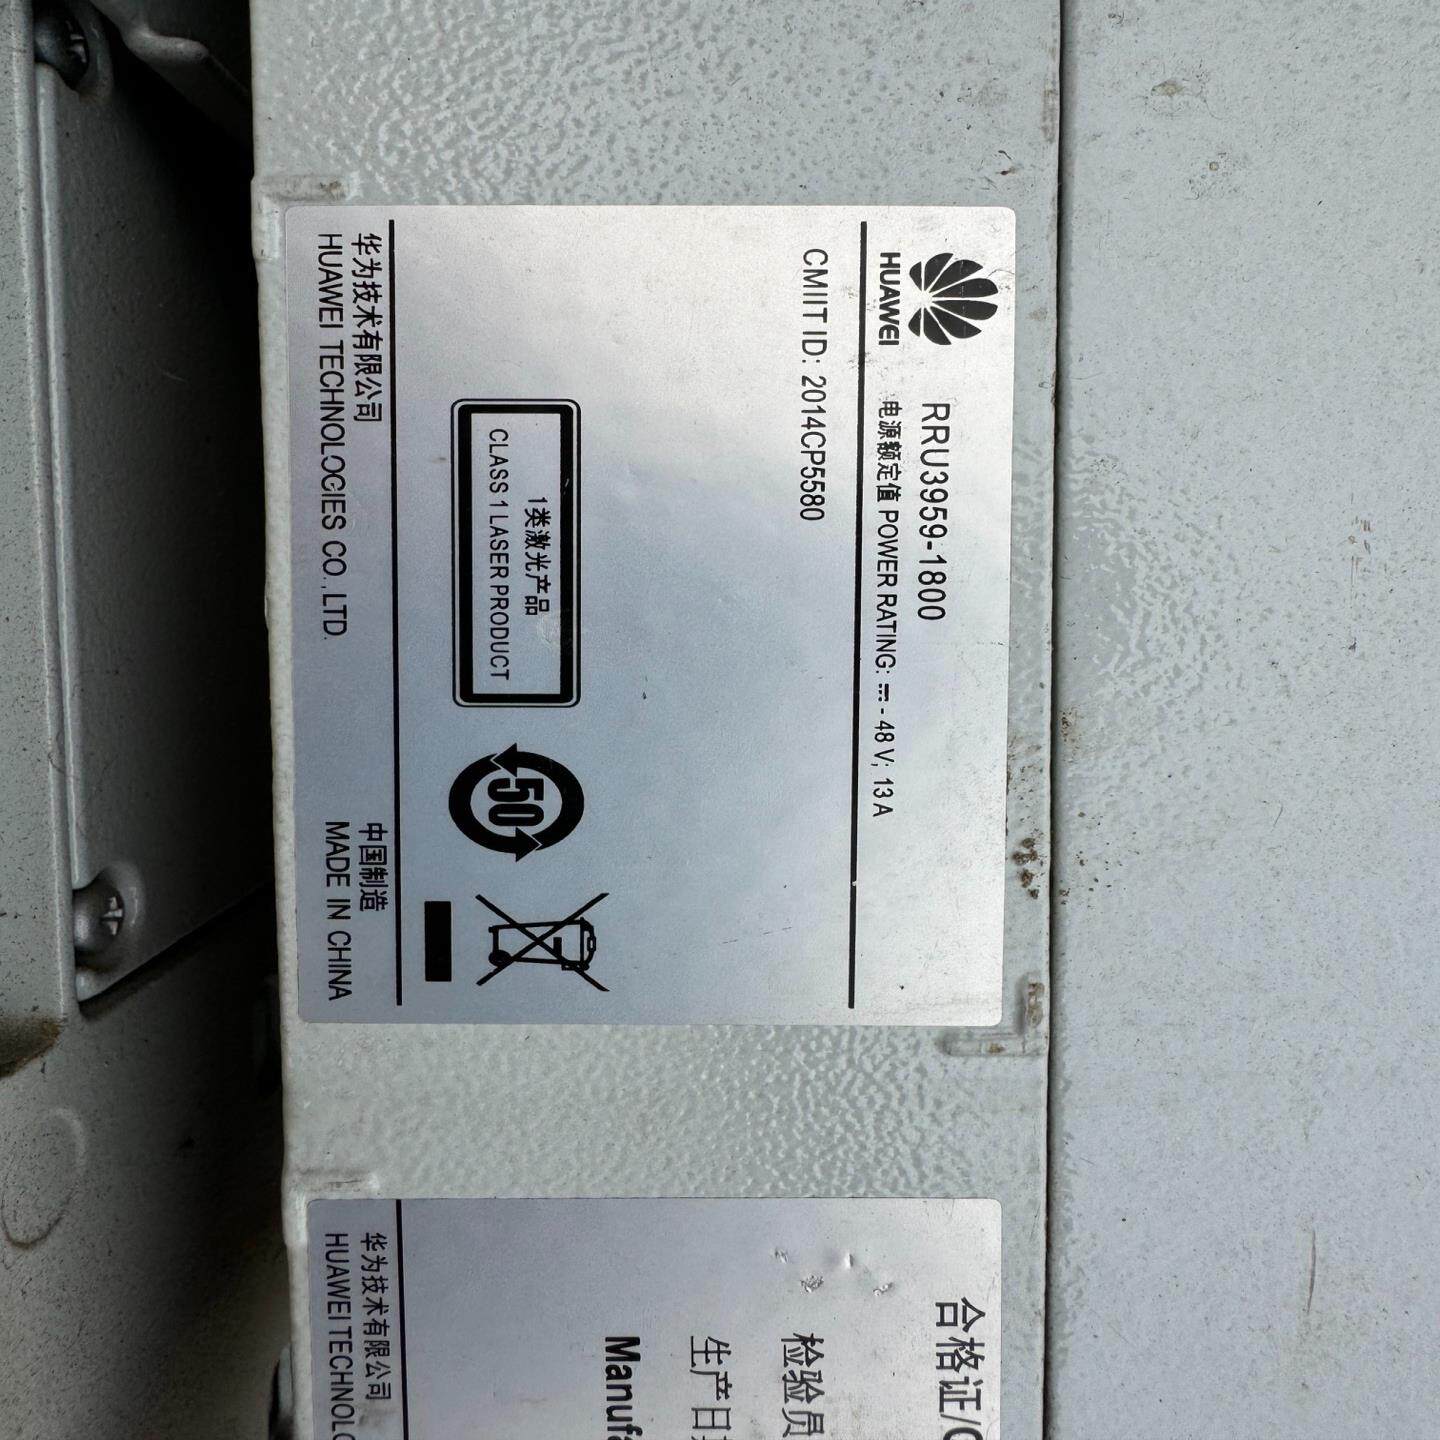 HUAWEI
RRU3959-1800
电源额定值 POWER RATING: ⎓ - 48 V; 13 A
CMIIT ID: 2014CP5580
1类激光产品
CLASS 1 LASER PRODUCT
50
华为技术有限公司
HUAWEI TECHNOLOGIES CO.,LTD.
中国制造
MADE IN CHINA
合格证/
检验员
生产日
Manufa
华为技术有限公司
HUAWEI TECHNOL